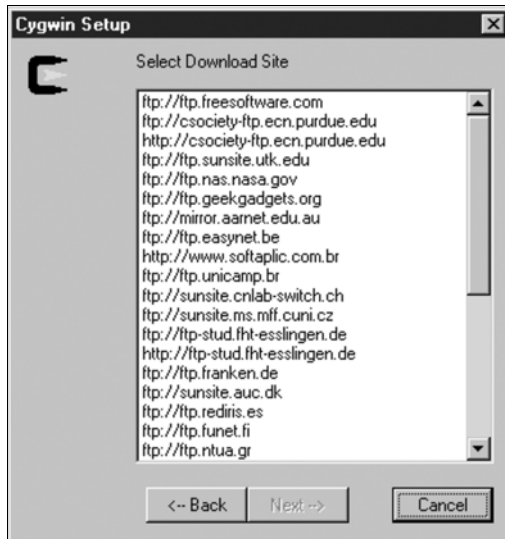 Cygwin Setup
Select Download Site
ftp://ftp.freesoftware.com
ftp://csociety-ftp.ecn.purdue.edu
http://csociety-ftp.ecn.purdue.edu
ftp://ftp.sunsite.utk.edu
ftp://ftp.nas.nasa.gov
ftp://ftp.geekgadgets.org
ftp://mirror.aarnet.edu.au
ftp://ftp.easynet.be
http://www.softaplic.com.br
ftp://ftp.unicamp.br
ftp://sunsite.cnlab-switch.ch
ftp://sunsite.ms.mff.cuni.cz
ftp://ftp-stud.fht-esslingen.de
http://ftp-stud.fht-esslingen.de
ftp://ftp.franken.de
ftp://sunsite.auc.dk
ftp://ftp.rediris.es
ftp://ftp.funet.fi
ftp://ftp.ntua.gr
<-- Back Next --> Cancel